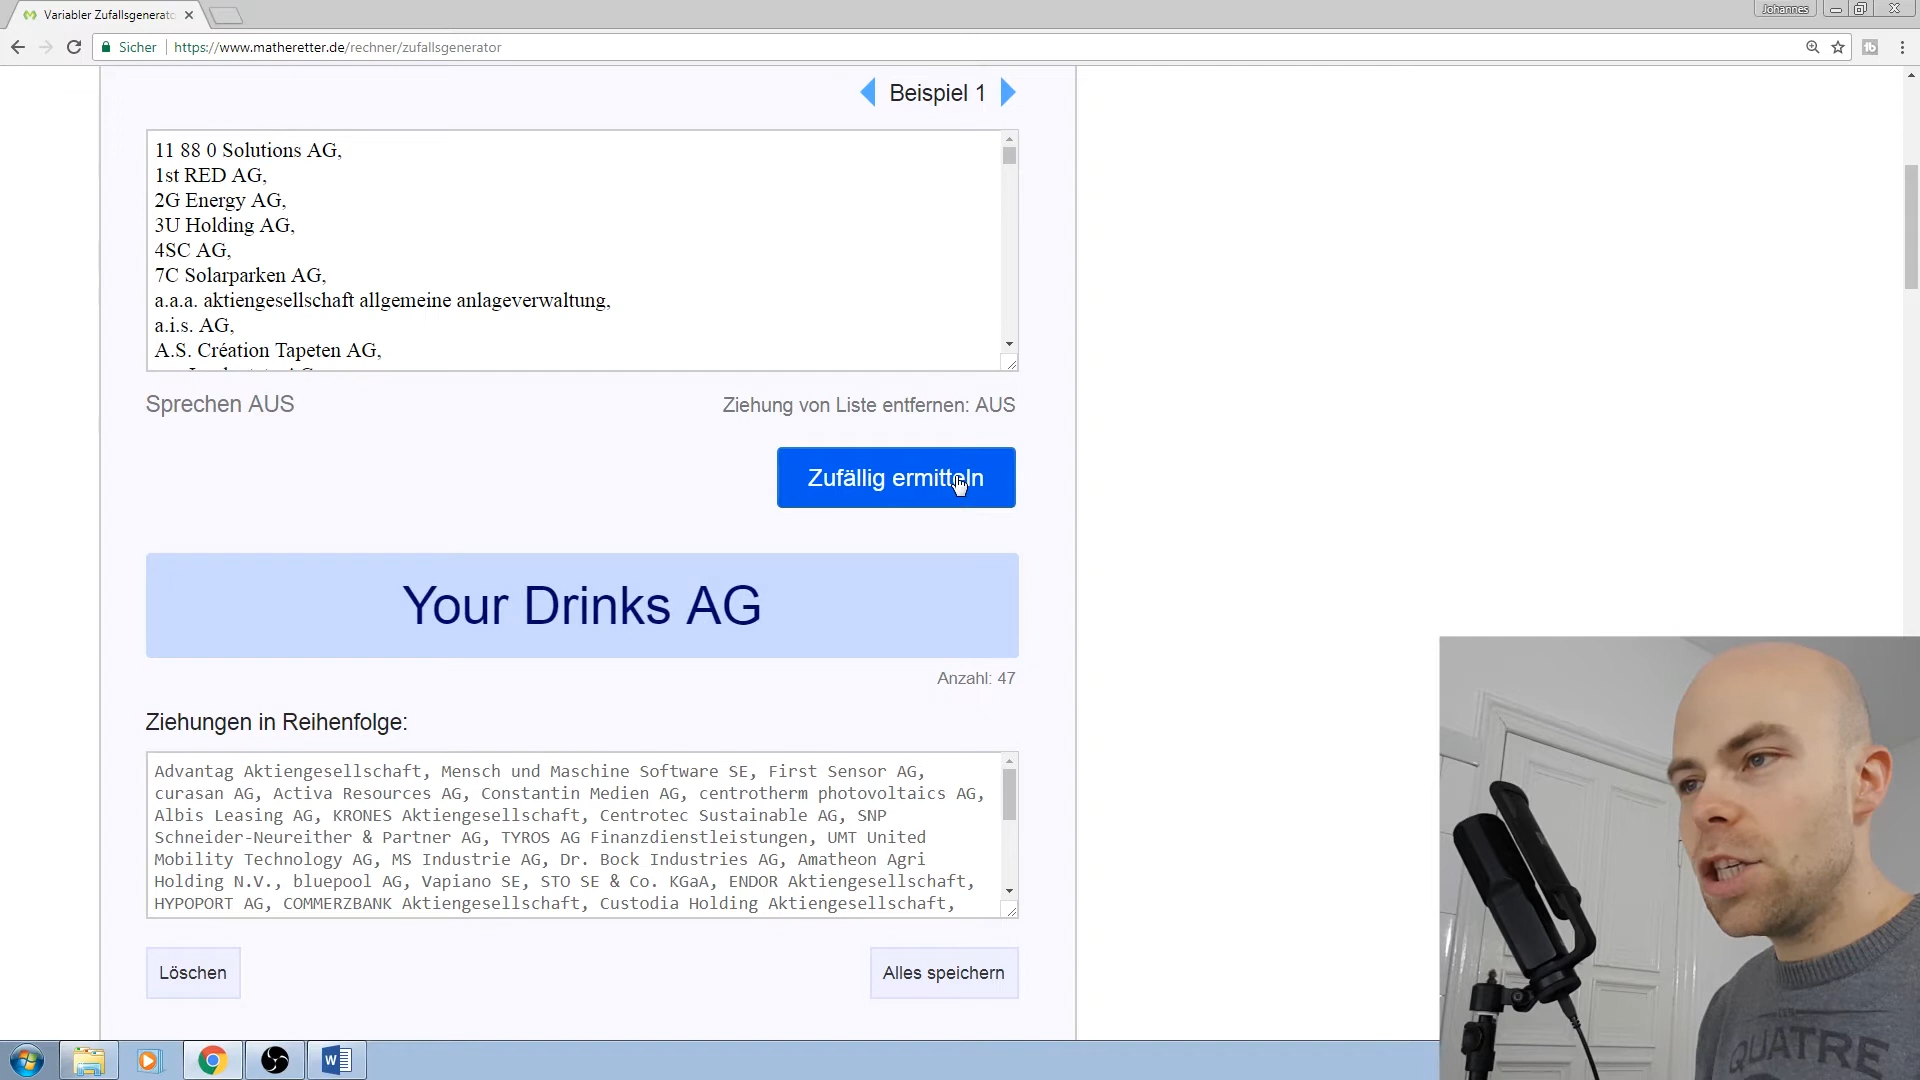 Variabler Zufallsgenerato
Johannes
Sicher
https://www.matheretter.de/rechner/zufallsgenerator
Beispiel 1
11 88 0 Solutions AG,
1st RED AG,
2G Energy AG,
3U Holding AG,
4SC AG,
7C Solarparken AG,
a.a.a. aktiengesellschaft allgemeine anlageverwaltung,
a.i.s. AG,
A.S. Création Tapeten AG,
Sprechen AUS
Ziehung von Liste entfernen: AUS
Zufällig ermitteln
Your Drinks AG
Anzahl: 47
Ziehungen in Reihenfolge:
Advantag Aktiengesellschaft, Mensch und Maschine Software SE, First Sensor AG,
curasan AG, Activa Resources AG, Constantin Medien AG, centrotherm photovoltaics AG,
Albis Leasing AG, KRONES Aktiengesellschaft, Centrotec Sustainable AG, SNP
Schneider-Neureither & Partner AG, TYROS AG Finanzdienstleistungen, UMT United
Mobility Technology AG, MS Industrie AG, Dr. Bock Industries AG, Amatheon Agri
Holding N.V., bluepool AG, Vapiano SE, STO SE & Co. KGaA, ENDOR Aktiengesellschaft,
HYPOPORT AG, COMMERZBANK Aktiengesellschaft, Custodia Holding Aktiengesellschaft,
Löschen
Alles speichern
QUATRE